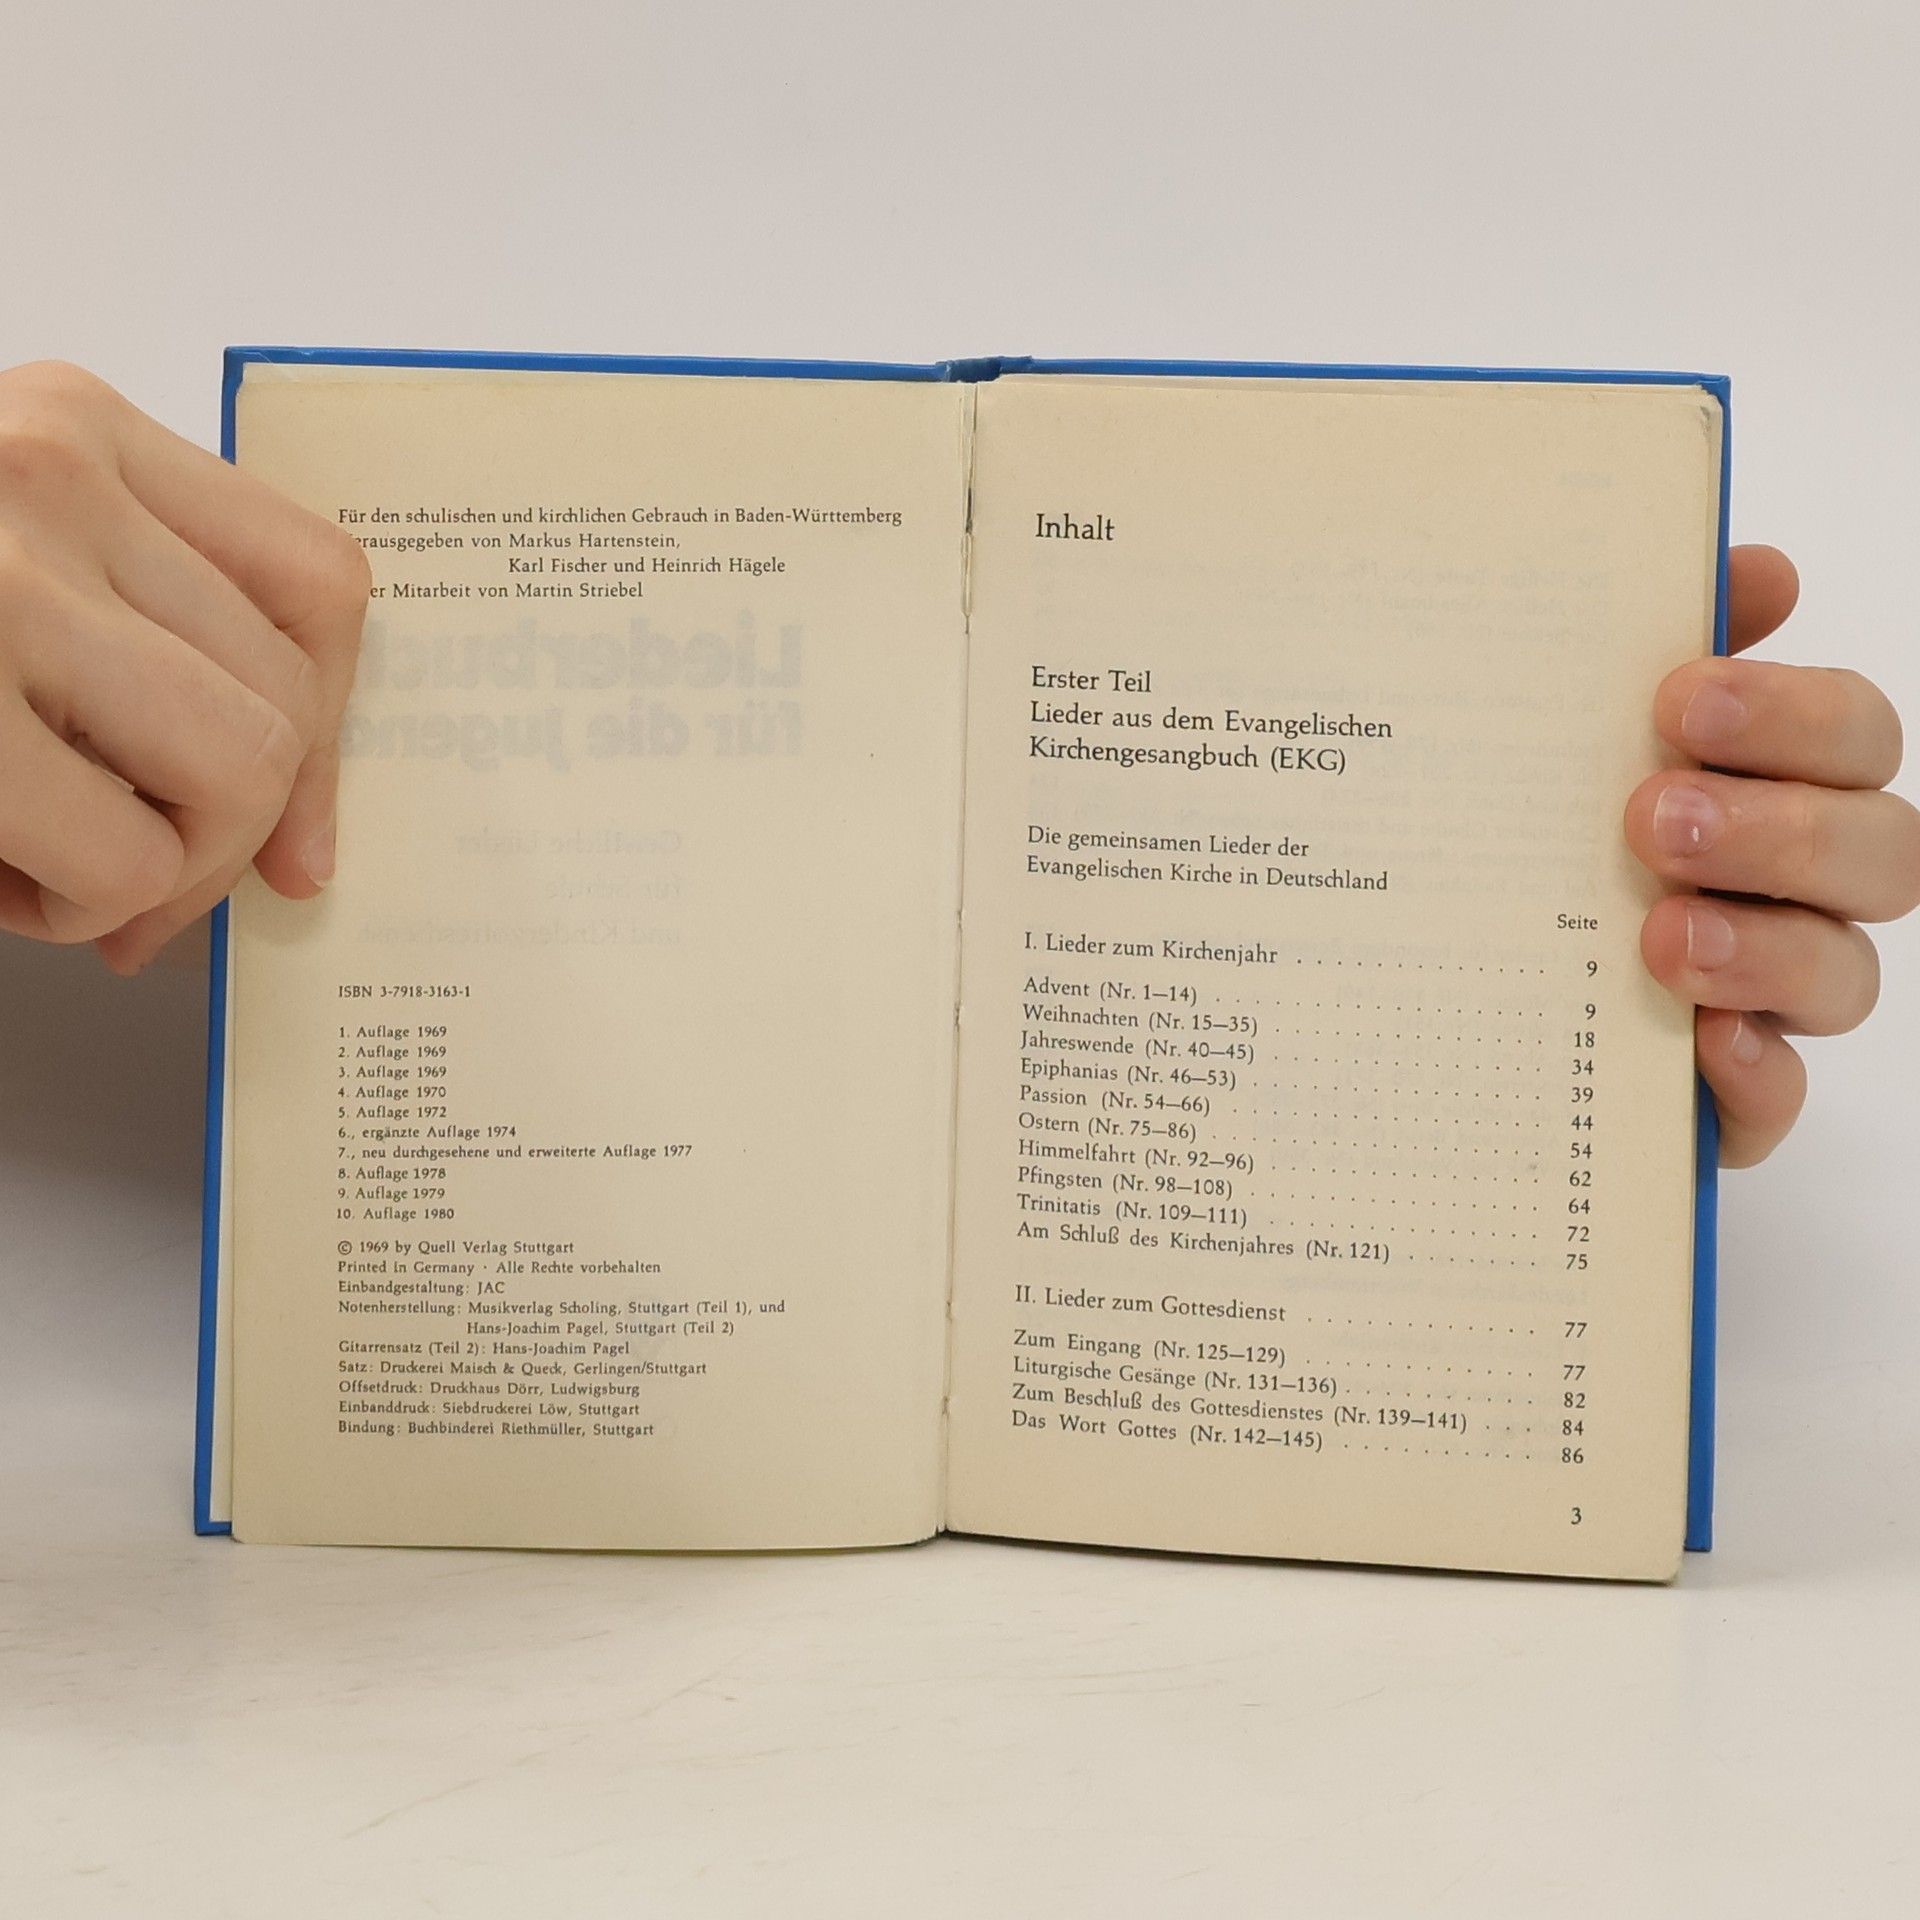 Für den schulischen und kirchlichen Gebrauch in Baden-Württemberg
erausgegeben von Markus Hartenstein,
Karl Fischer und Heinrich Hägele
er Mitarbeit von Martin Striebel
ISBN 3-7918-3163-1
1. Auflage 1969
2. Auflage 1969
3. Auflage 1969
4. Auflage 1970
5. Auflage 1972
6., ergänzte Auflage 1974
7., neu durchgesehene und erweiterte Auflage 1977
8. Auflage 1978
9. Auflage 1979
10. Auflage 1980
© 1969 by Quell Verlag Stuttgart
Printed in Germany · Alle Rechte vorbehalten
Einbandgestaltung: JAC
Notenherstellung: Musikverlag Scholing, Stuttgart (Teil 1), und
Hans-Joachim Pagel, Stuttgart (Teil 2)
Gitarrensatz (Teil 2): Hans-Joachim Pagel
Satz: Druckerei Maisch & Queck, Gerlingen/Stuttgart
Offsetdruck: Druckhaus Dörr, Ludwigsburg
Einbanddruck: Siebdruckerei Löw, Stuttgart
Bindung: Buchbinderei Riethmüller, Stuttgart
Inhalt
Erster Teil
Lieder aus dem Evangelischen
Kirchengesangbuch (EKG)
Die gemeinsamen Lieder der
Evangelischen Kirche in Deutschland
Seite
I. Lieder zum Kirchenjahr . . . . . . . . . . . . . 9
Advent (Nr. 1—14) . . . . . . . . . . . . . . . . 9
Weihnachten (Nr. 15—35) . . . . . . . . . . . . . 18
Jahreswende (Nr. 40—45) . . . . . . . . . . . . . 34
Epiphanias (Nr. 46—53) . . . . . . . . . . . . . . 39
Passion (Nr. 54—66) . . . . . . . . . . . . . . . 44
Ostern (Nr. 75—86) . . . . . . . . . . . . . . . . 54
Himmelfahrt (Nr. 92—96) . . . . . . . . . . . . . 62
Pfingsten (Nr. 98—108) . . . . . . . . . . . . . . 64
Trinitatis (Nr. 109—111) . . . . . . . . . . . . . 72
Am Schluß des Kirchenjahres (Nr. 121) . . . . . . . 75
II. Lieder zum Gottesdienst . . . . . . . . . . . . 77
Zum Eingang (Nr. 125—129) . . . . . . . . . . . . 77
Liturgische Gesänge (Nr. 131—136) . . . . . . . . . . 82
Zum Beschluß des Gottesdienstes (Nr. 139—141) . . . 84
Das Wort Gottes (Nr. 142—145) . . . . . . . . . . 86
3